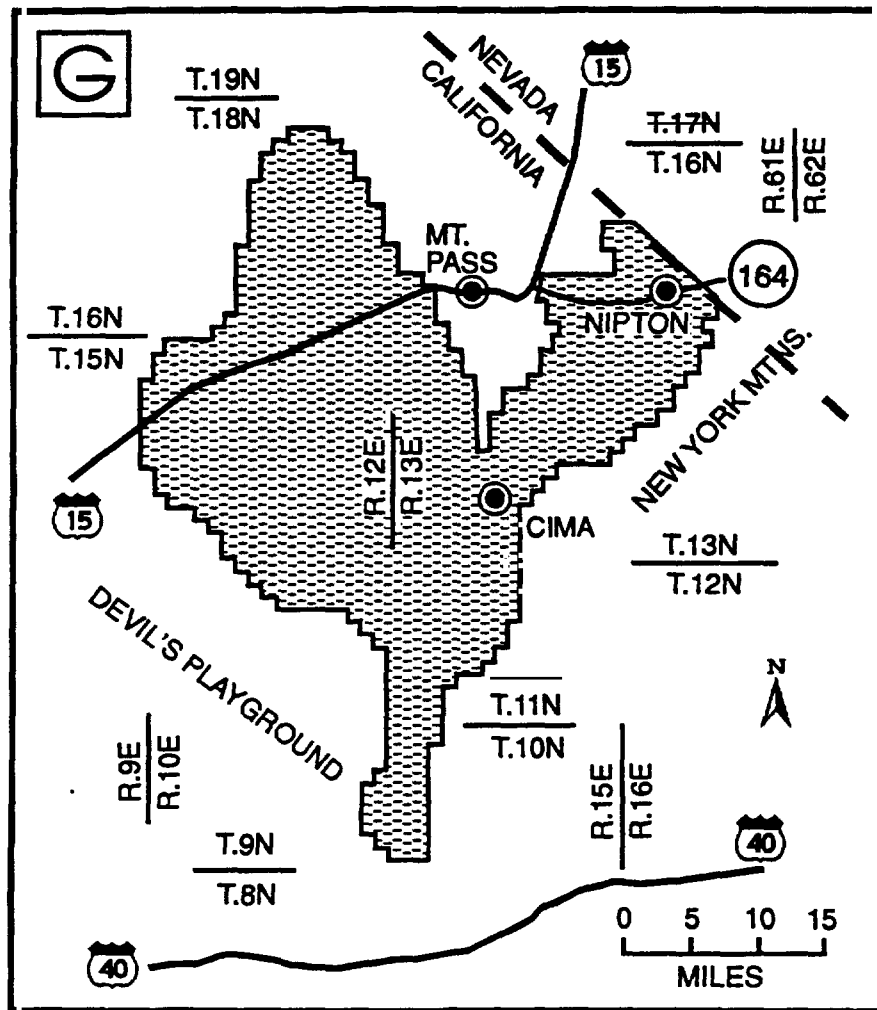 G
T.19N
T.18N
NEVADA
CALIFORNIA
15
T.17N
T.16N
R.61E
R.62E
MT.
PASS
164
NIPTON
T.16N
T.15N
NEW YORK MTNS.
R.12E
R.13E
15
CIMA
T.13N
T.12N
DEVIL'S PLAYGROUND
N
T.11N
T.10N
R.9E
R.10E
R.15E
R.16E
T.9N
T.8N
40
40
0 5 10 15
MILES